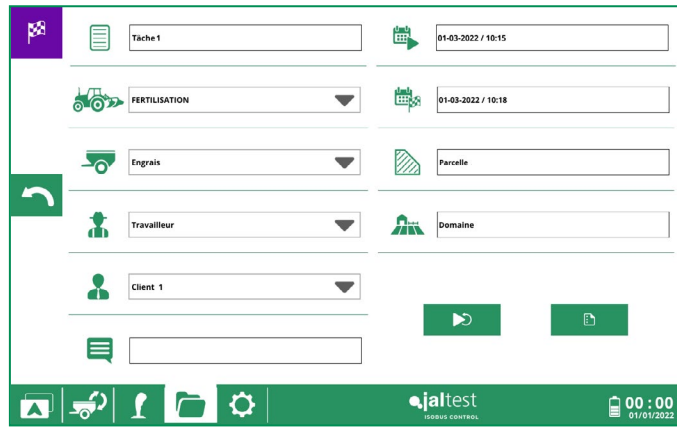 Tâche 1
01-03-2022 / 10:15
FERTILISATION
01-03-2022 / 10:18
Engrais
Parcelle
Travailleur
Domaine
Client 1
jaltest
ISOBUS CONTROL
00 : 00
01/01/2022